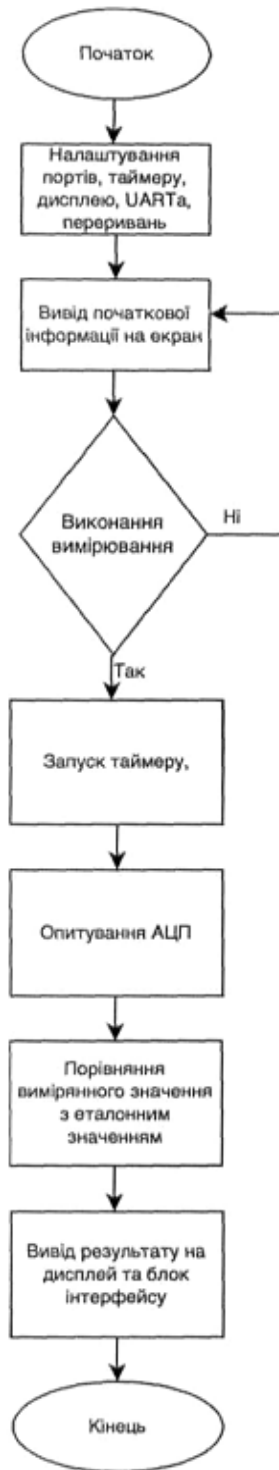 Початок
Налаштування
портів, таймеру,
дисплею, UARTа,
переривань
Вивід початкової
інформації на екран
Виконання
вимірювання
Ні
Так
Запуск таймеру,
Опитування АЦП
Порівняння
вимірянного значення
з еталонним
значенням
Вивід результату на
дисплей та блок
інтерфейсу
Кінець